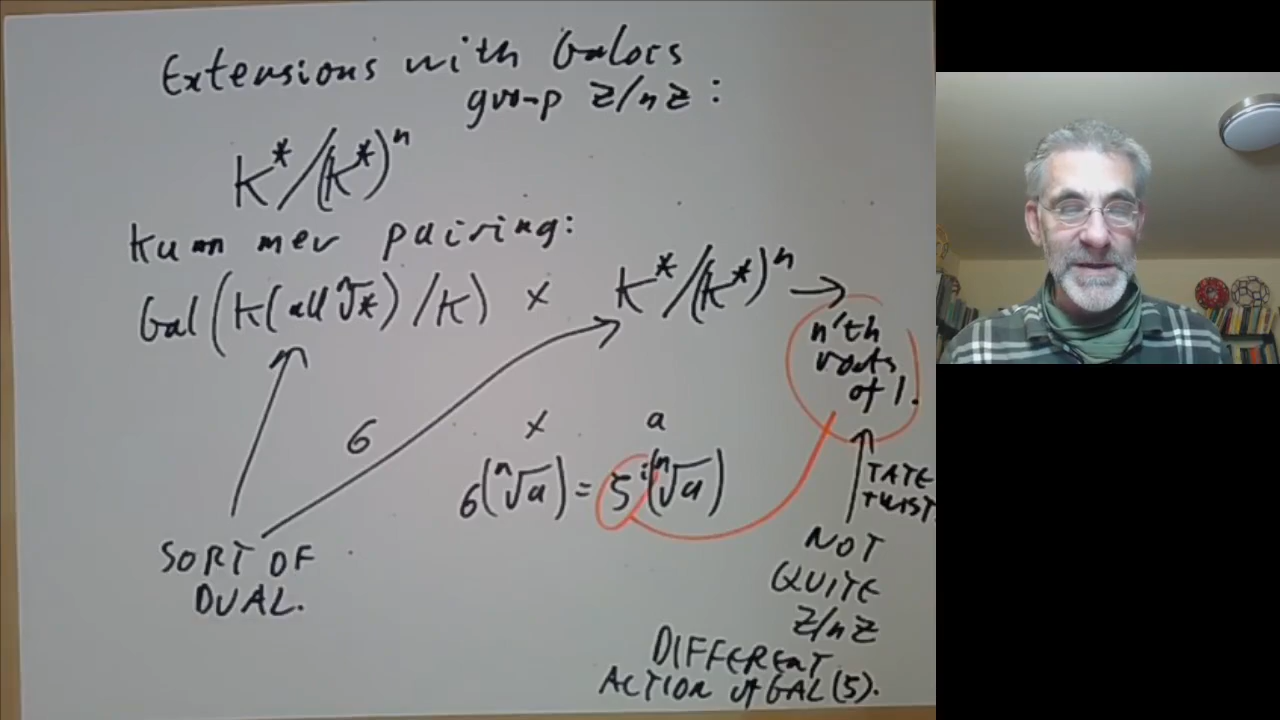 Extensions with Galois
group Z/nZ:
K*/(K*)ⁿ
Kummer pairing:
Gal(K(all ⁿ√*)/K) × K*/(K*)ⁿ →
n'th
roots
of 1.
σ × a
σ(ⁿ√a) = ζⁱ(ⁿ√a)
TATE
TWIST.
SORT OF
DUAL.
NOT
QUITE
Z/nZ
DIFFERENT
ACTION of GAL(ζ).